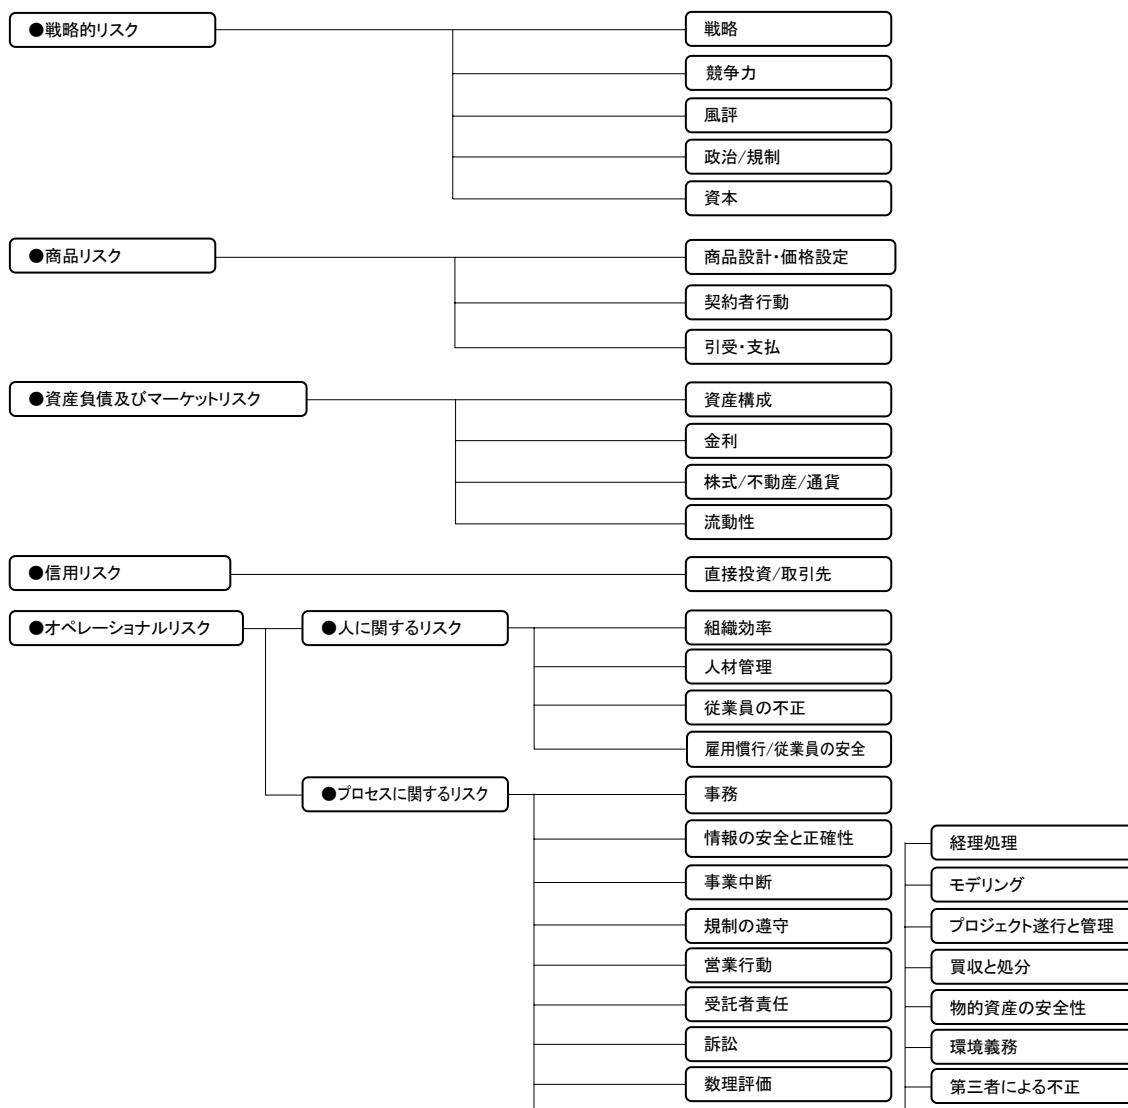 ●戦略的リスク
戦略
競争力
風評
政治/規制
資本
●商品リスク
商品設計・価格設定
契約者行動
引受・支払
●資産負債及びマーケットリスク
資産構成
金利
株式/不動産/通貨
流動性
●信用リスク
直接投資/取引先
●オペレーショナルリスク
●人に関するリスク
組織効率
人材管理
従業員の不正
雇用慣行/従業員の安全
●プロセスに関するリスク
事務
情報の安全と正確性
事業中断
規制の遵守
営業行動
受託者責任
訴訟
数理評価
経理処理
モデリング
プロジェクト遂行と管理
買収と処分
物的資産の安全性
環境義務
第三者による不正